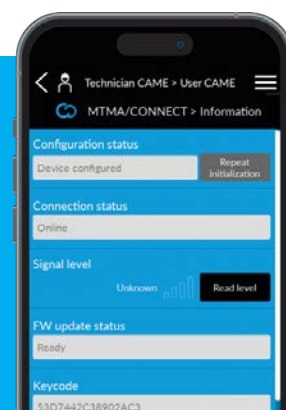 Technician CAME > User CAME
MTMA/CONNECT > Information
Configuration status
Device configured
Repeat
initialization
Connection status
Online
Signal level
Unknown
Read level
FW update status
Ready
Keycode
53D7442C38902AC3